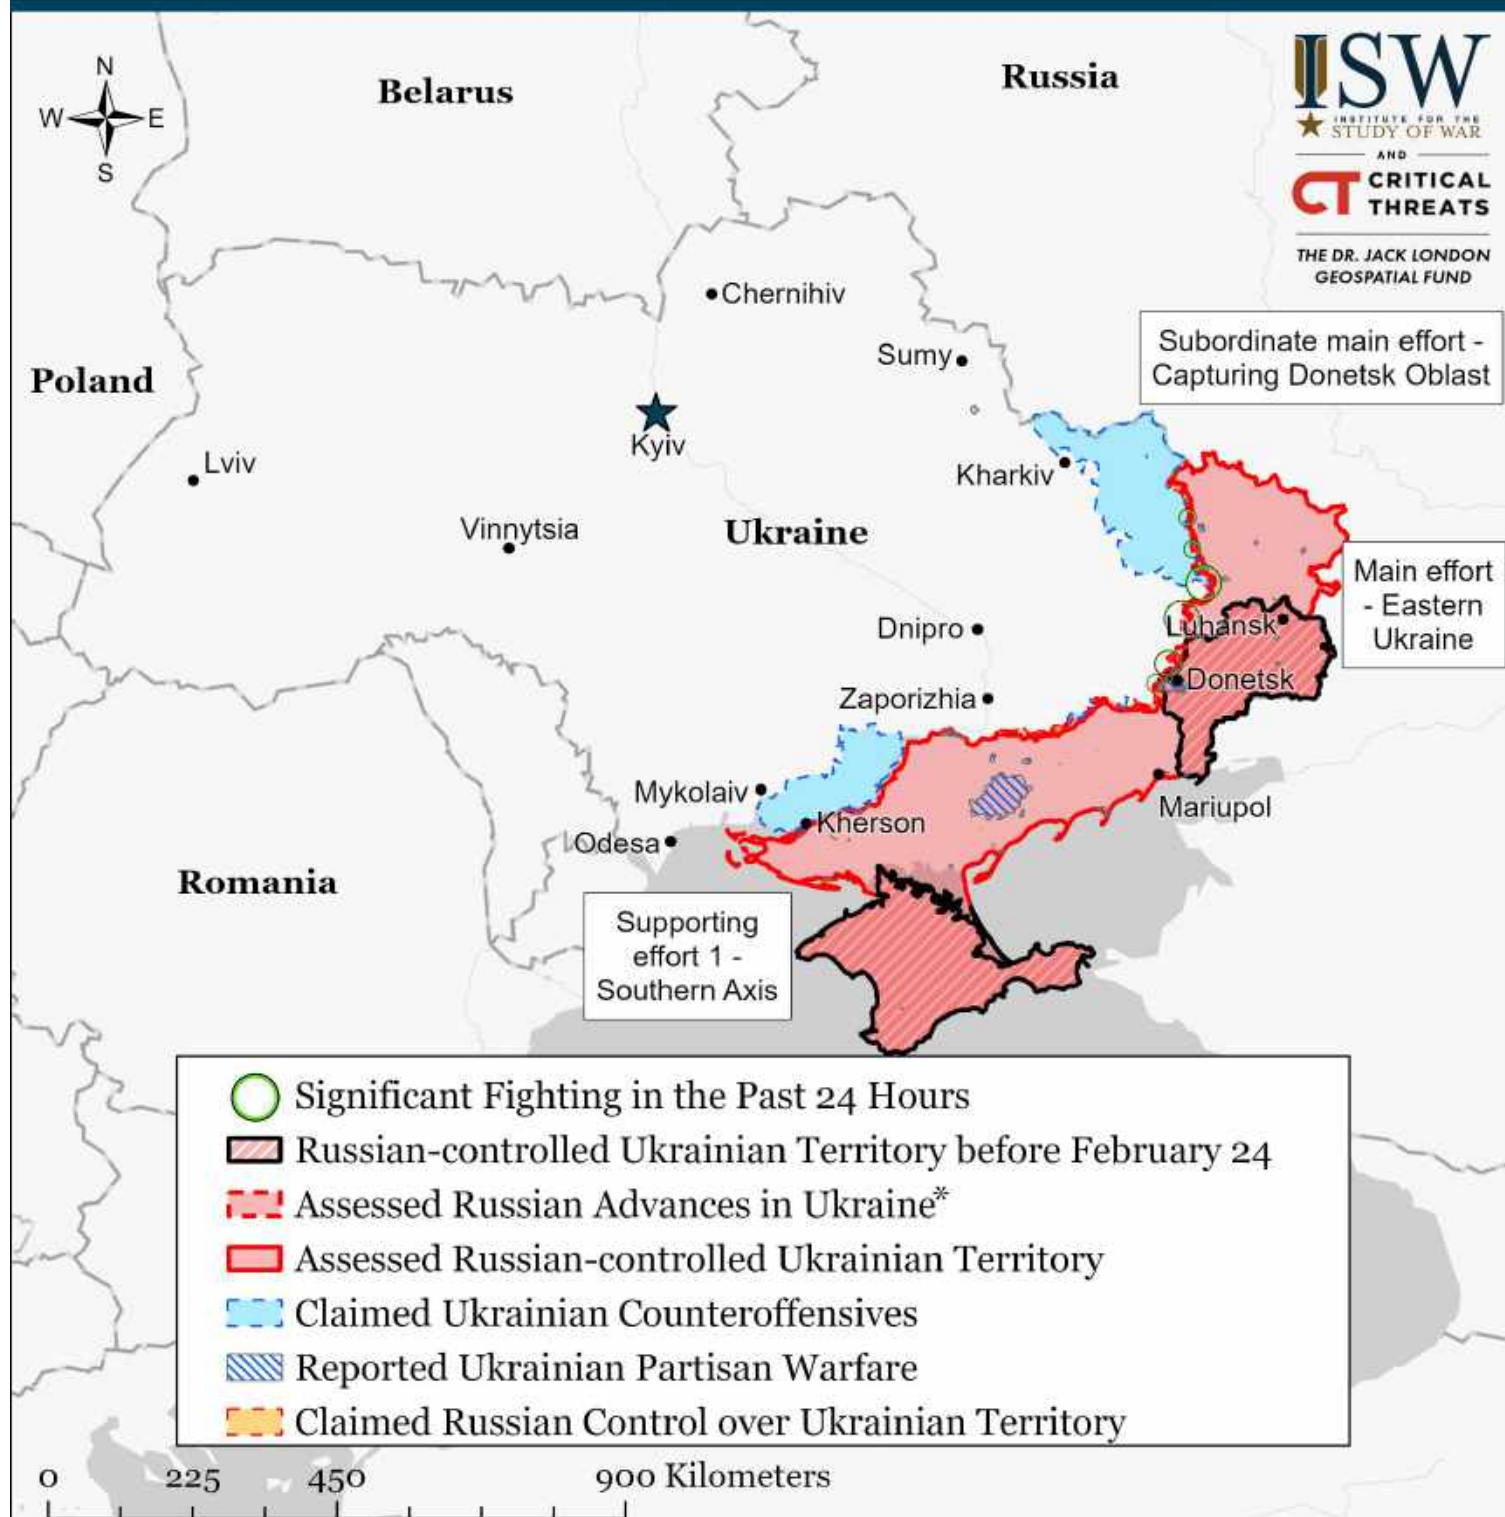 N
W
E
S
Belarus
Russia
ISW
INSTITUTE FOR THE
STUDY OF WAR
AND
CT CRITICAL
THREATS
THE DR. JACK LONDON
GEOSPATIAL FUND
Chernihiv
Subordinate main effort -
Capturing Donetsk Oblast
Sumy
Poland
Kyiv
Lviv
Kharkiv
Vinnytsia
Ukraine
Main effort
- Eastern
Ukraine
Dnipro
Luhansk
Donetsk
Zaporizhia
Mykolaiv
Mariupol
Kherson
Odesa
Romania
Supporting
effort 1 -
Southern Axis
Significant Fighting in the Past 24 Hours
Russian-controlled Ukrainian Territory before February 24
Assessed Russian Advances in Ukraine*
Assessed Russian-controlled Ukrainian Territory
Claimed Ukrainian Counteroffensives
Reported Ukrainian Partisan Warfare
Claimed Russian Control over Ukrainian Territory
0 225 450 900 Kilometers